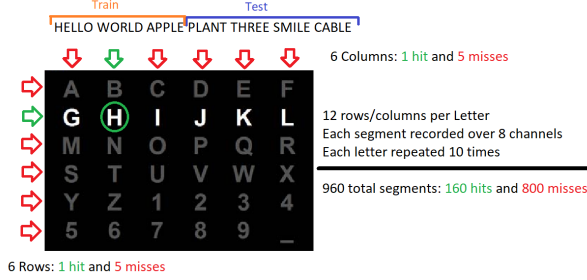 Train Test
HELLO WORLD APPLE PLANT THREE SMILE CABLE
6 Columns: 1 hit and 5 misses
A B C D E F
G H I J K L
M N O P Q R
S T U V W X
Y Z 1 2 3 4
5 6 7 8 9 _
12 rows/columns per Letter
Each segment recorded over 8 channels
Each letter repeated 10 times
960 total segments: 160 hits and 800 misses
6 Rows: 1 hit and 5 misses